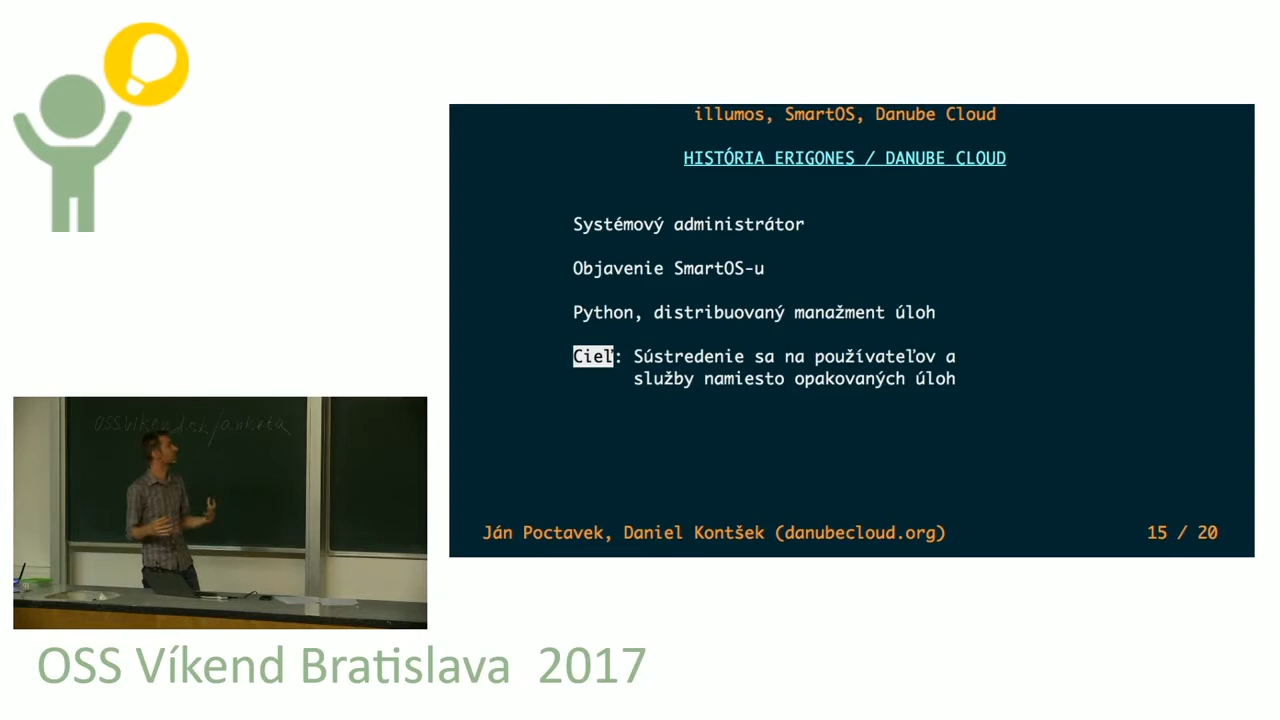 illumos, SmartOS, Danube Cloud
HISTÓRIA ERIGONES / DANUBE CLOUD
Systémový administrátor
Objavenie SmartOS-u
Python, distribuovaný manažment úloh
Cieľ: Sústredenie sa na používateľov a
služby namiesto opakovaných úloh
Ján Poctavek, Daniel Kontšek (danubecloud.org)
15 / 20
/anketa
OSS Víkend Bratislava 2017